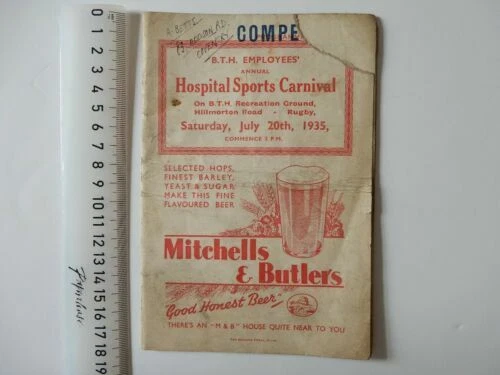 A. BETTS
COVENTRY
COMPE
B.T.H. EMPLOYEES'
ANNUAL
Hospital Sports Carnival
On B.T.H. Recreation Ground,
Hillmorton Road - Rugby,
Saturday, July 20th, 1935,
COMMENCE 2 P.M.
SELECTED HOPS,
FINEST BARLEY,
YEAST & SUGAR
MAKE THIS FINE
FLAVOURED BEER
Mitchells
& Butlers
"Good Honest Beer"
THERE'S AN "M & B" HOUSE QUITE NEAR TO YOU
0 1 2 3 4 5 6 7 8 9 10 11 12 13 14 15 16 17 18 19